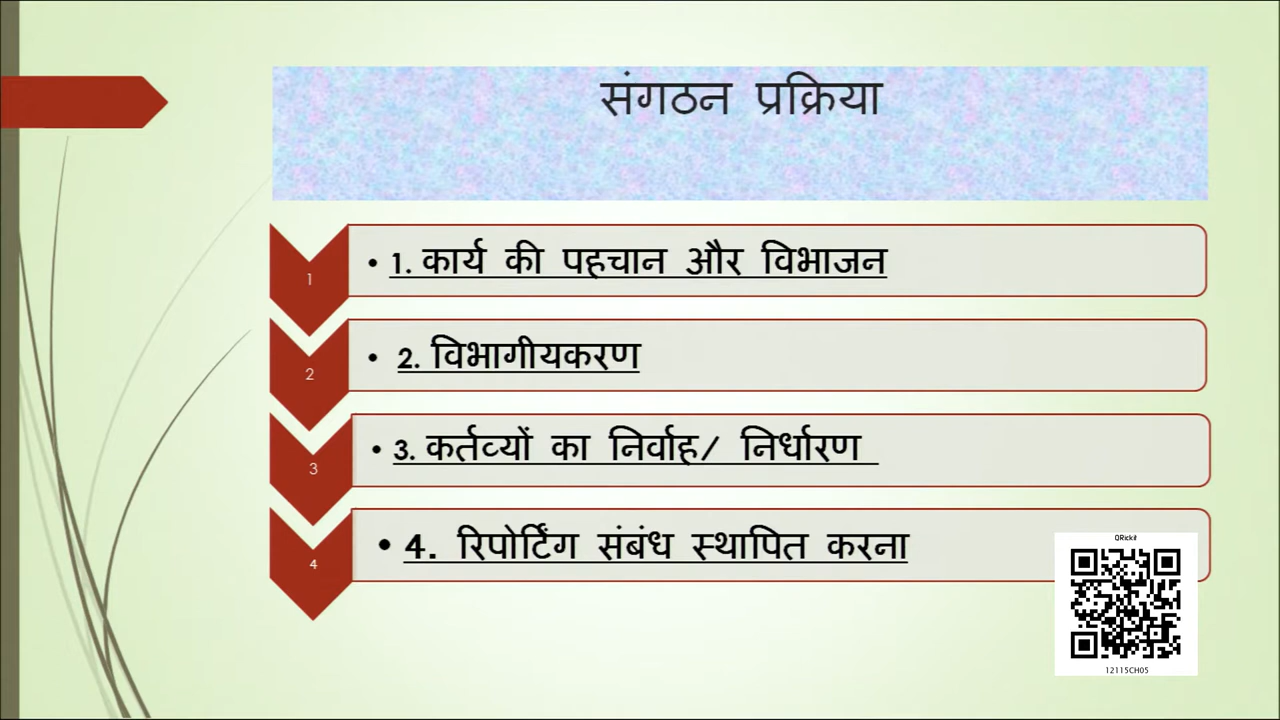 संगठन प्रक्रिया
1
• 1. कार्य की पहचान और विभाजन
2
• 2. विभागीयकरण
3
• 3. कर्तव्यों का निर्वाह/ निर्धारण
4
• 4. रिपोर्टिंग संबंध स्थापित करना
QRickit
12115CH05